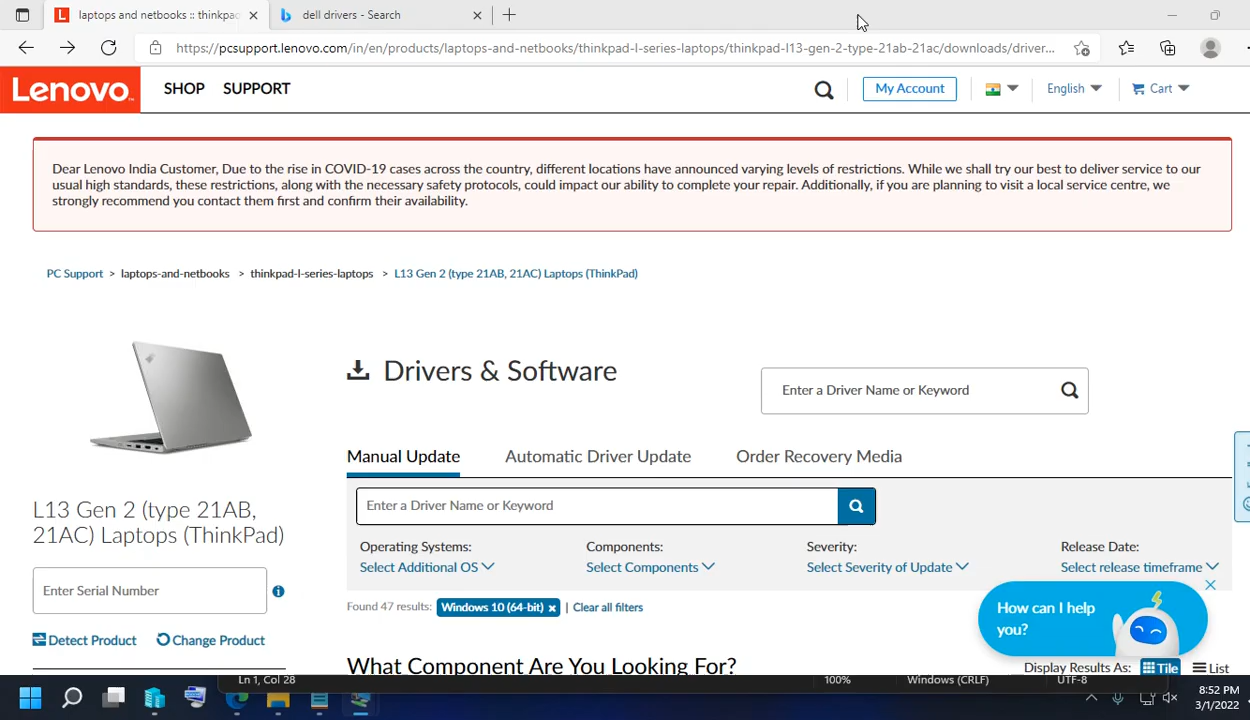 laptops and netbooks :: thinkpad
dell drivers - Search
https://pcsupport.lenovo.com/in/en/products/laptops-and-netbooks/thinkpad-l-series-laptops/thinkpad-l13-gen-2-type-21ab-21ac/downloads/driver...
Lenovo
SHOP SUPPORT
My Account
English
Cart
Dear Lenovo India Customer, Due to the rise in COVID-19 cases across the country, different locations have announced varying levels of restrictions. While we shall try our best to deliver service to our
usual high standards, these restrictions, along with the necessary safety protocols, could impact our ability to complete your repair. Additionally, if you are planning to visit a local service centre, we
strongly recommend you contact them first and confirm their availability.
PC Support > laptops-and-netbooks > thinkpad-l-series-laptops > L13 Gen 2 (type 21AB, 21AC) Laptops (ThinkPad)
Drivers & Software
Enter a Driver Name or Keyword
Manual Update Automatic Driver Update Order Recovery Media
Enter a Driver Name or Keyword
L13 Gen 2 (type 21AB,
21AC) Laptops (ThinkPad)
Operating Systems: Components: Severity: Release Date:
Select Additional OS Select Components Select Severity of Update Select release timeframe
Enter Serial Number
Found 47 results: Windows 10 (64-bit) x | Clear all filters
How can I help
you?
Detect Product Change Product
What Component Are You Looking For?
Display Results As: Tile List
Ln 1, Col 28 100% Windows (CRLF) UTF-8
8:52 PM
3/1/2022